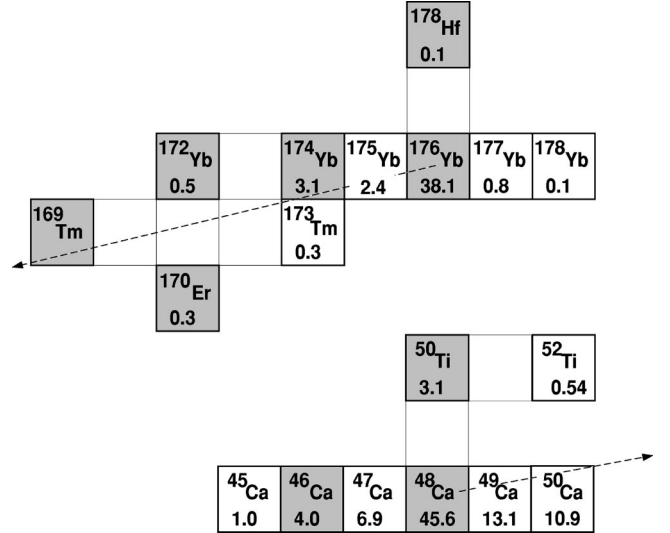 178Hf
0.1
172Yb 174Yb 175Yb 176Yb 177Yb 178Yb
0.5 3.1 2.4 38.1 0.8 0.1
169Tm 173Tm
0.3
170Er
0.3
50Ti 52Ti
3.1 0.54
45Ca 46Ca 47Ca 48Ca 49Ca 50Ca
1.0 4.0 6.9 45.6 13.1 10.9